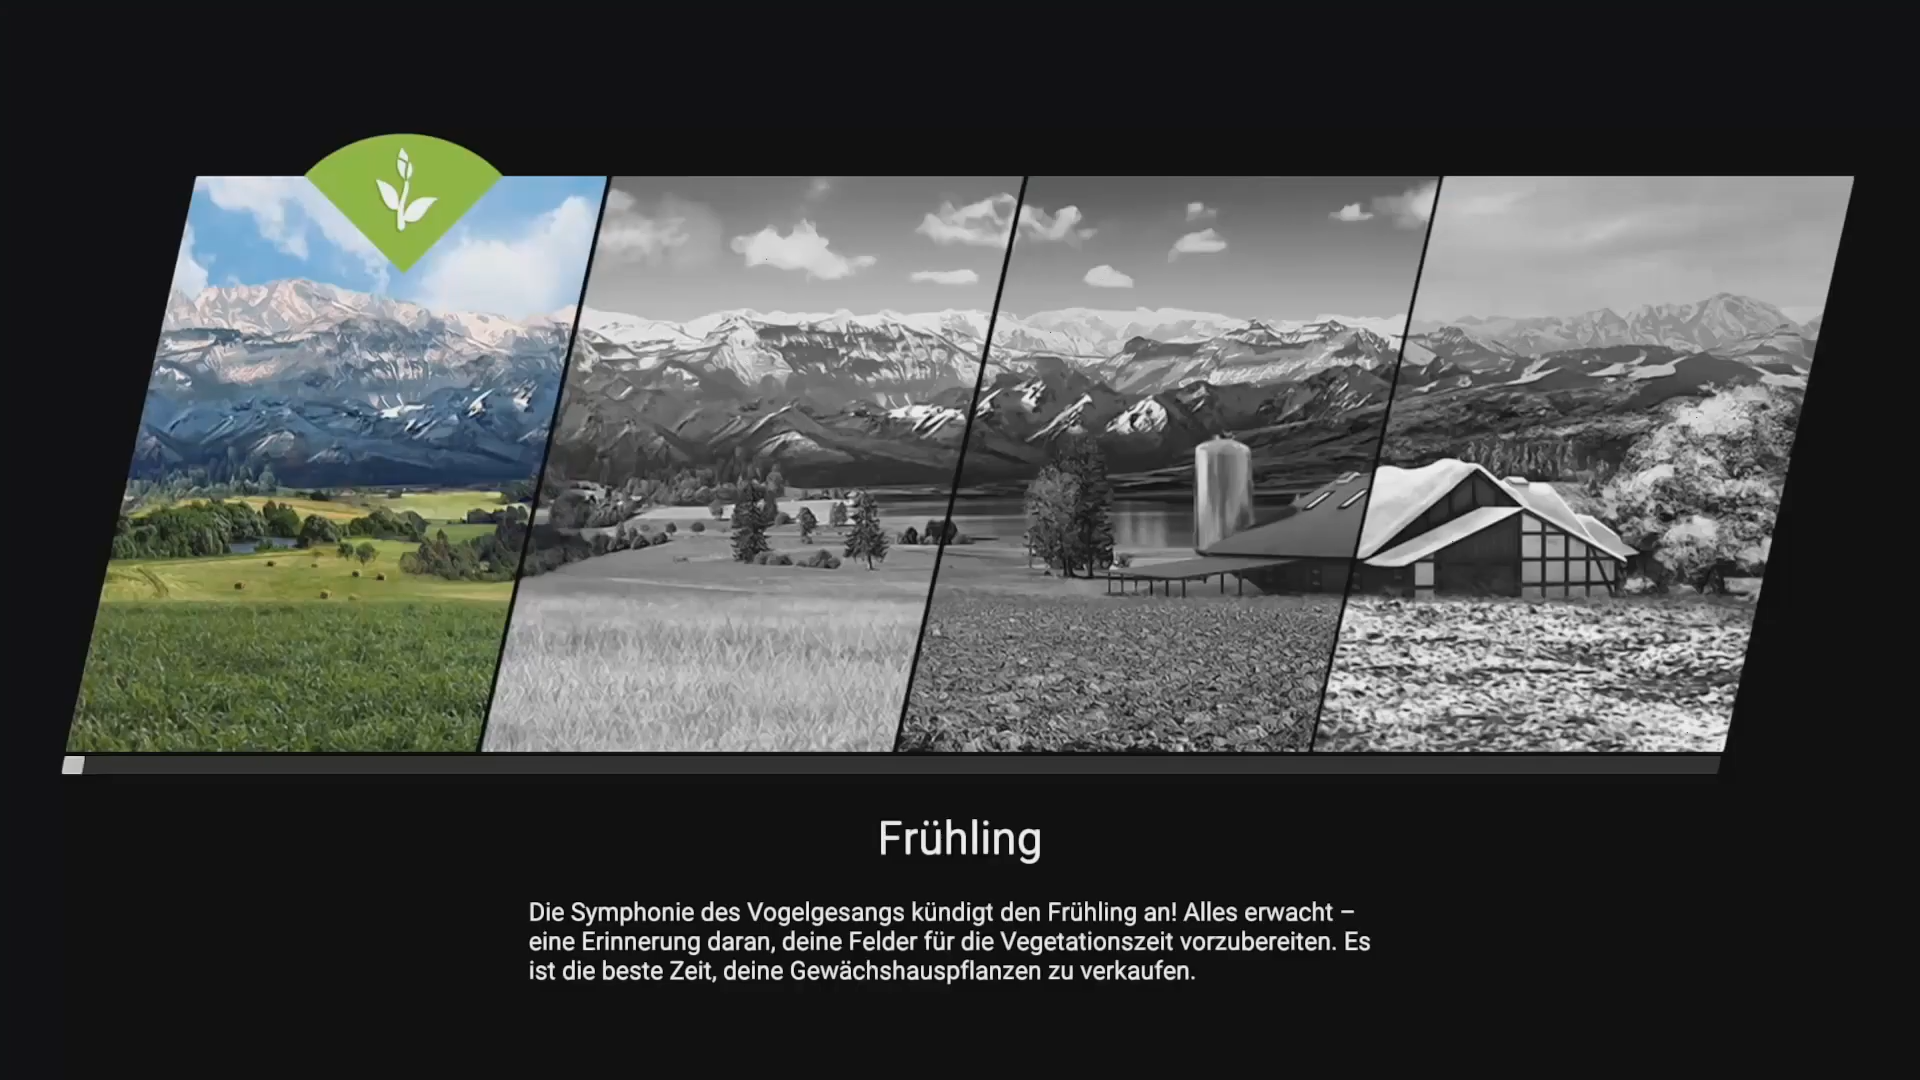 Frühling
Die Symphonie des Vogelgesangs kündigt den Frühling an! Alles erwacht –
eine Erinnerung daran, deine Felder für die Vegetationszeit vorzubereiten. Es
ist die beste Zeit, deine Gewächshauspflanzen zu verkaufen.